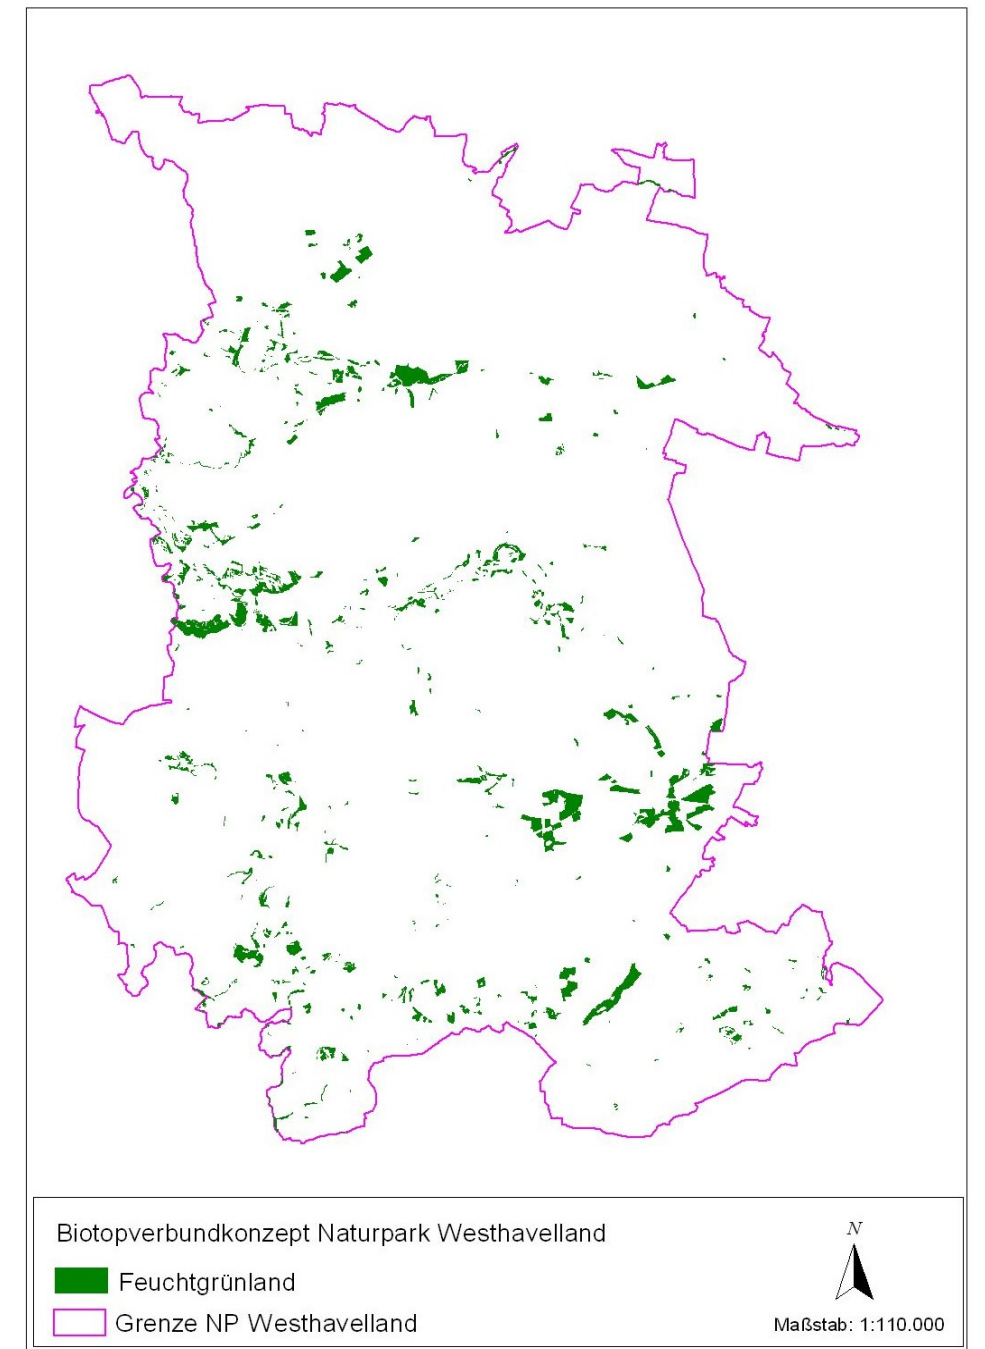 Biotopverbundkonzept Naturpark Westhavelland
N
Feuchtgrünland
Grenze NP Westhavelland
Maßstab: 1:110.000